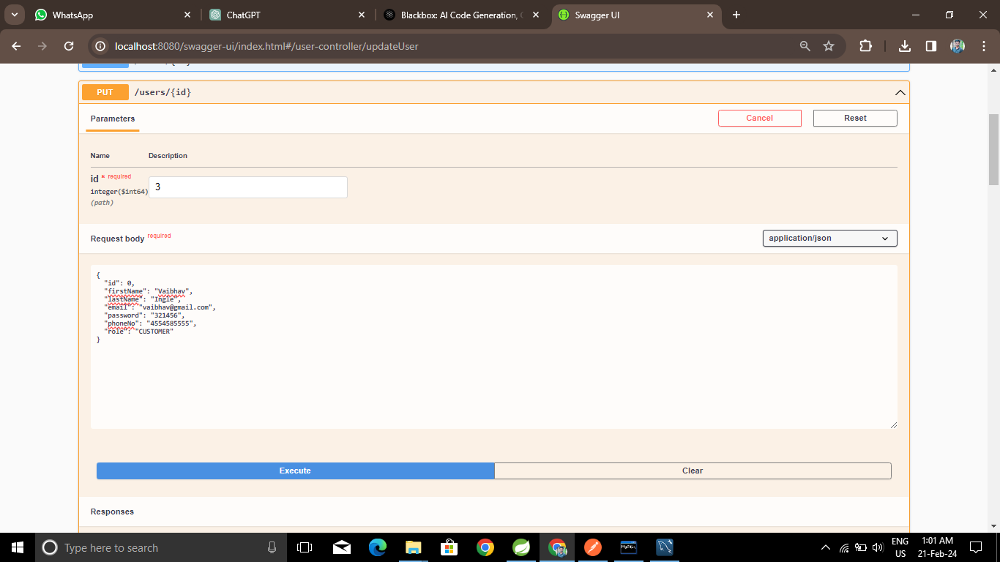 WhatsApp
ChatGPT
Blackbox: AI Code Generation,
Swagger UI
localhost:8080/swagger-ui/index.html#/user-controller/updateUser
PUT /users/{id}
Parameters
Cancel
Reset
Name Description
id * required
integer($int64)
(path)
3
Request body required
application/json
{
"id": 0,
"firstName": "Vaibhav",
"lastName": "Ingle",
"email": "vaibhav@gmail.com",
"password": "321456",
"phoneNo": "4554585555",
"role": "CUSTOMER"
}
Execute
Clear
Responses
Type here to search
MySQL
ENG
US
1:01 AM
21-Feb-24